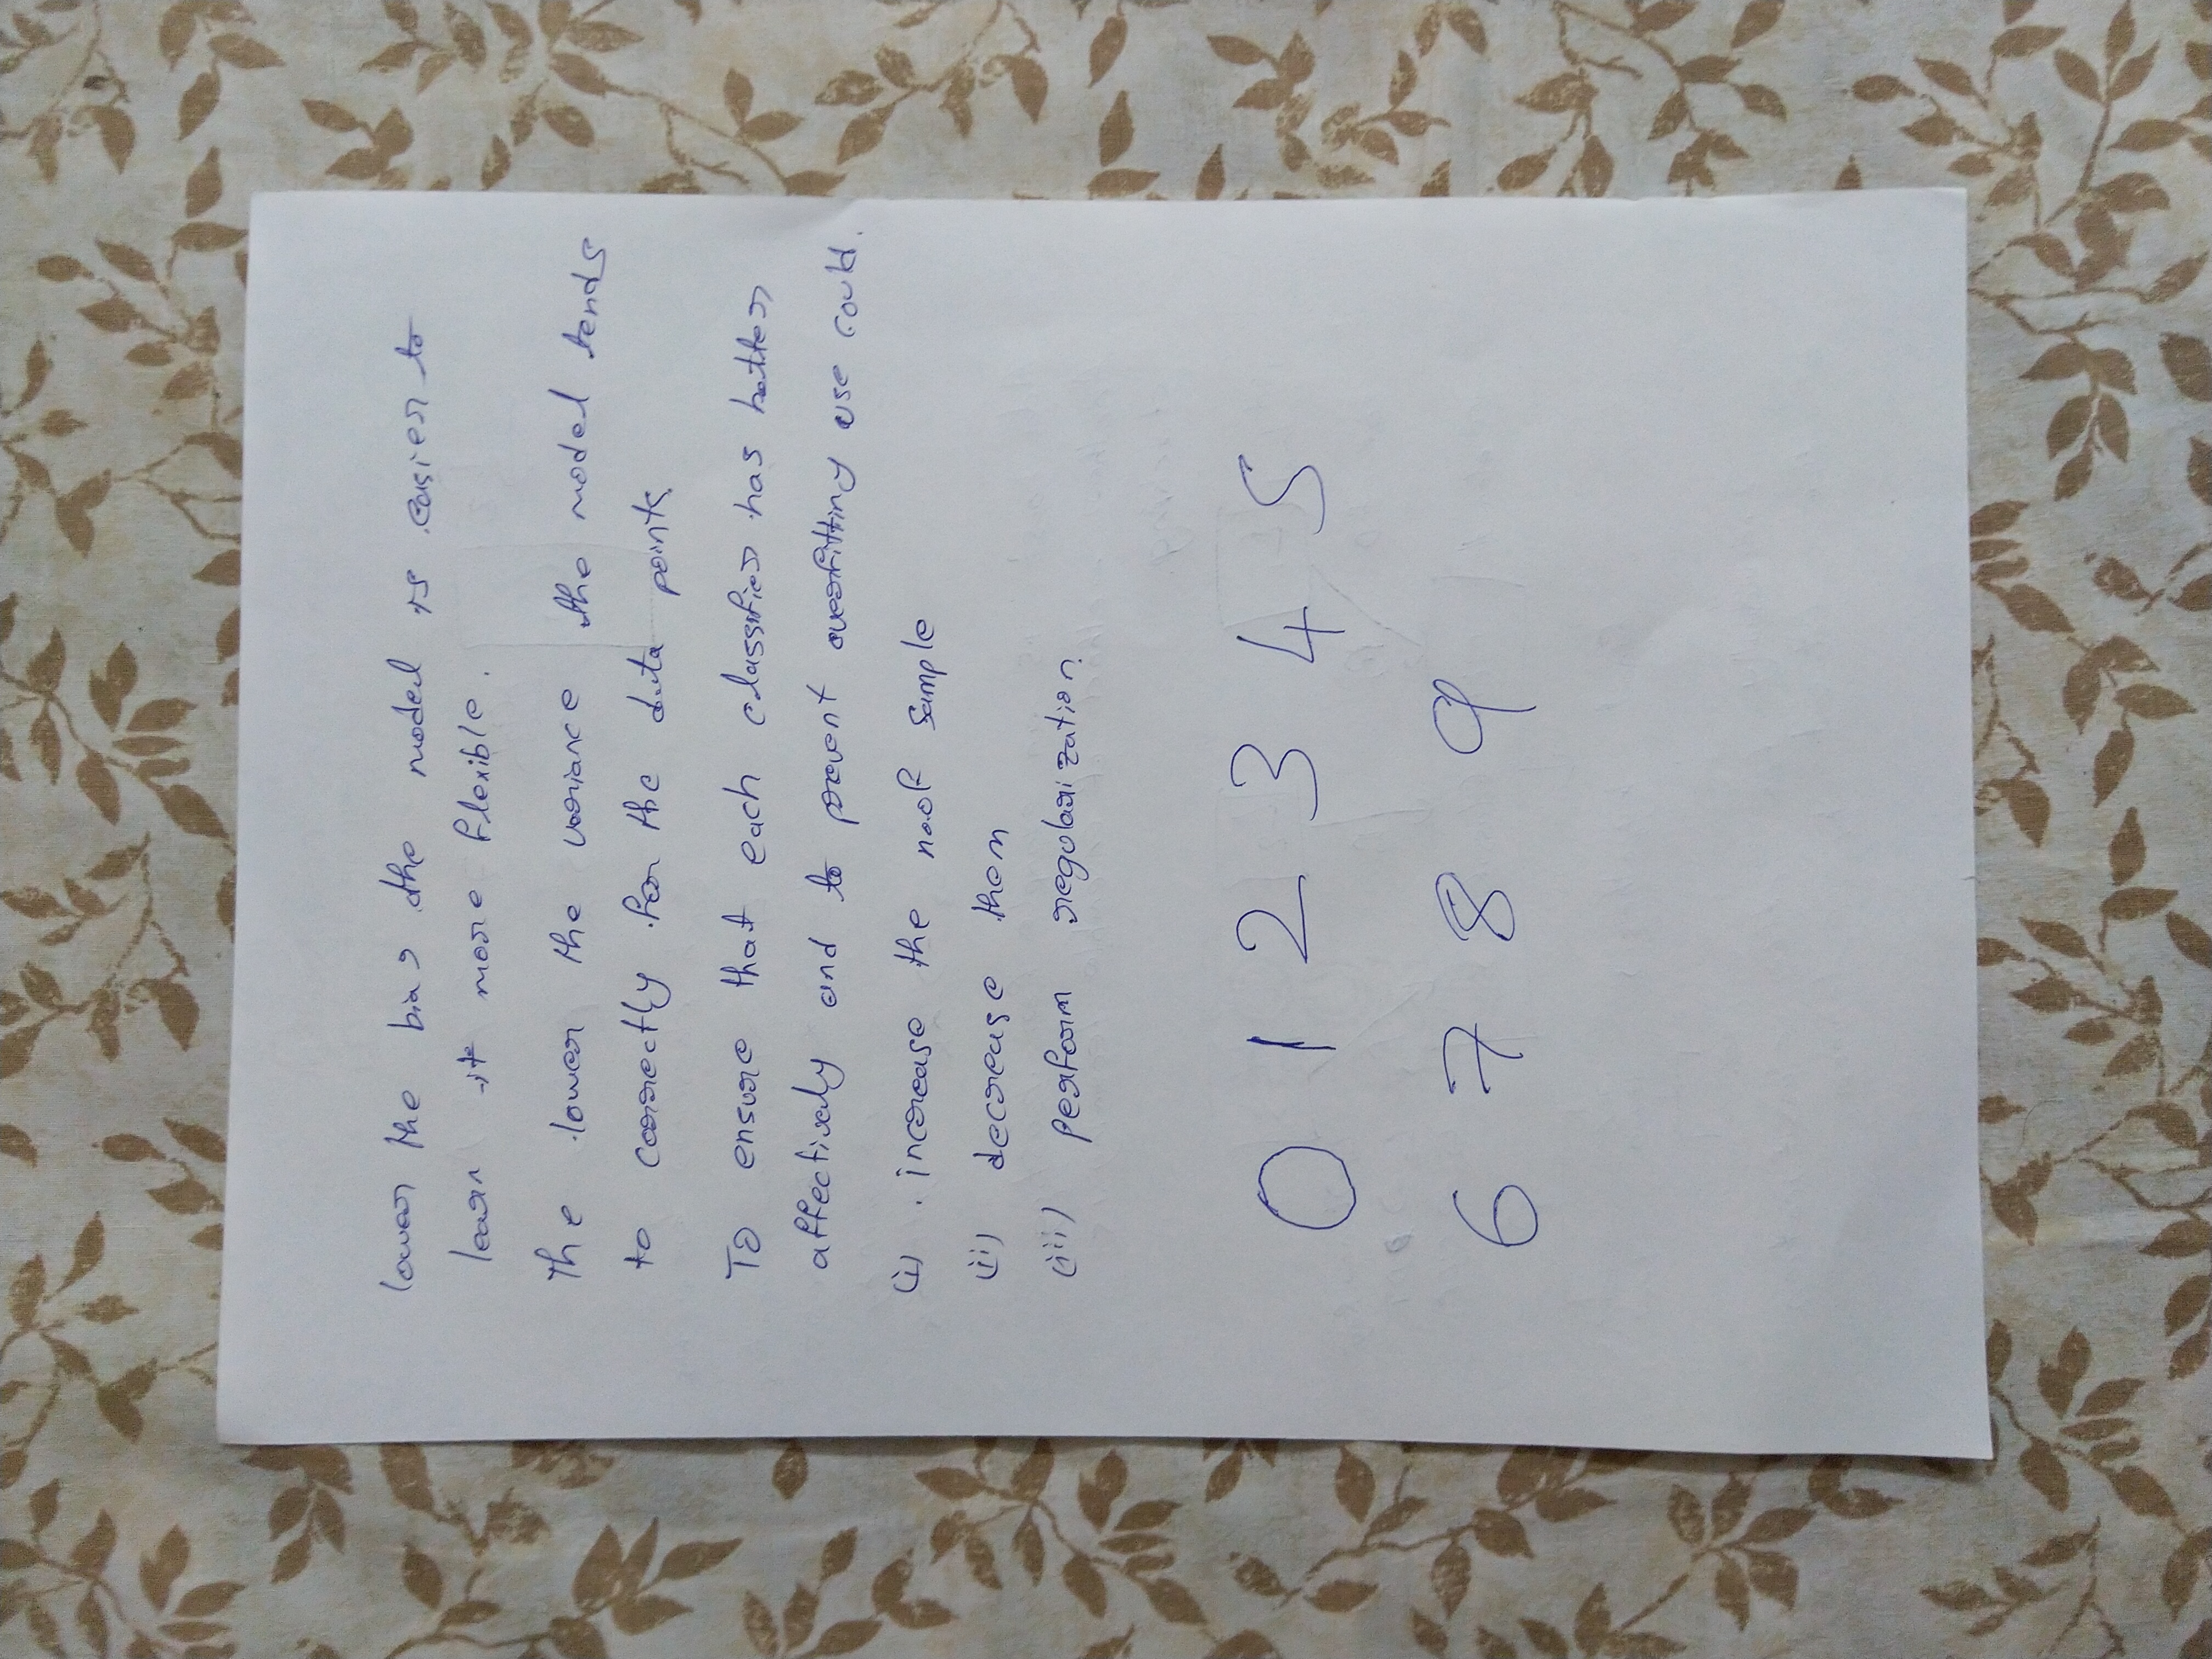 lower the bias the model is easier to
learn it more flexible.
The lower the variance the model tends
to correctly for the data points
To ensure that each classifier has better
affectively and to prevent overfitting use could.
(i) increase the no.of sample
(ii) decrease them
(iii) perform regularization.
0 1 2 3 4 5
6 7 8 9